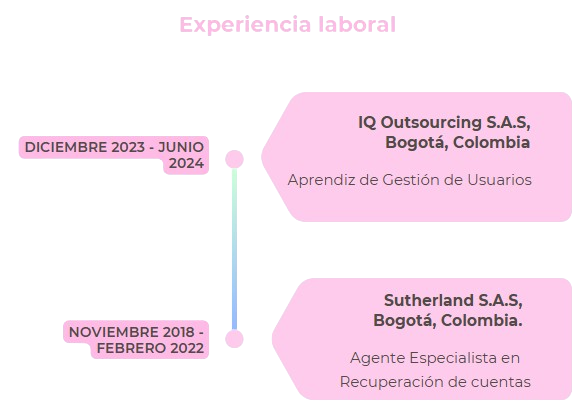 Experiencia laboral
DICIEMBRE 2023 - JUNIO
2024
IQ Outsourcing S.A.S,
Bogotá, Colombia
Aprendiz de Gestión de Usuarios
NOVIEMBRE 2018 -
FEBRERO 2022
Sutherland S.A.S,
Bogotá, Colombia.
Agente Especialista en
Recuperación de cuentas